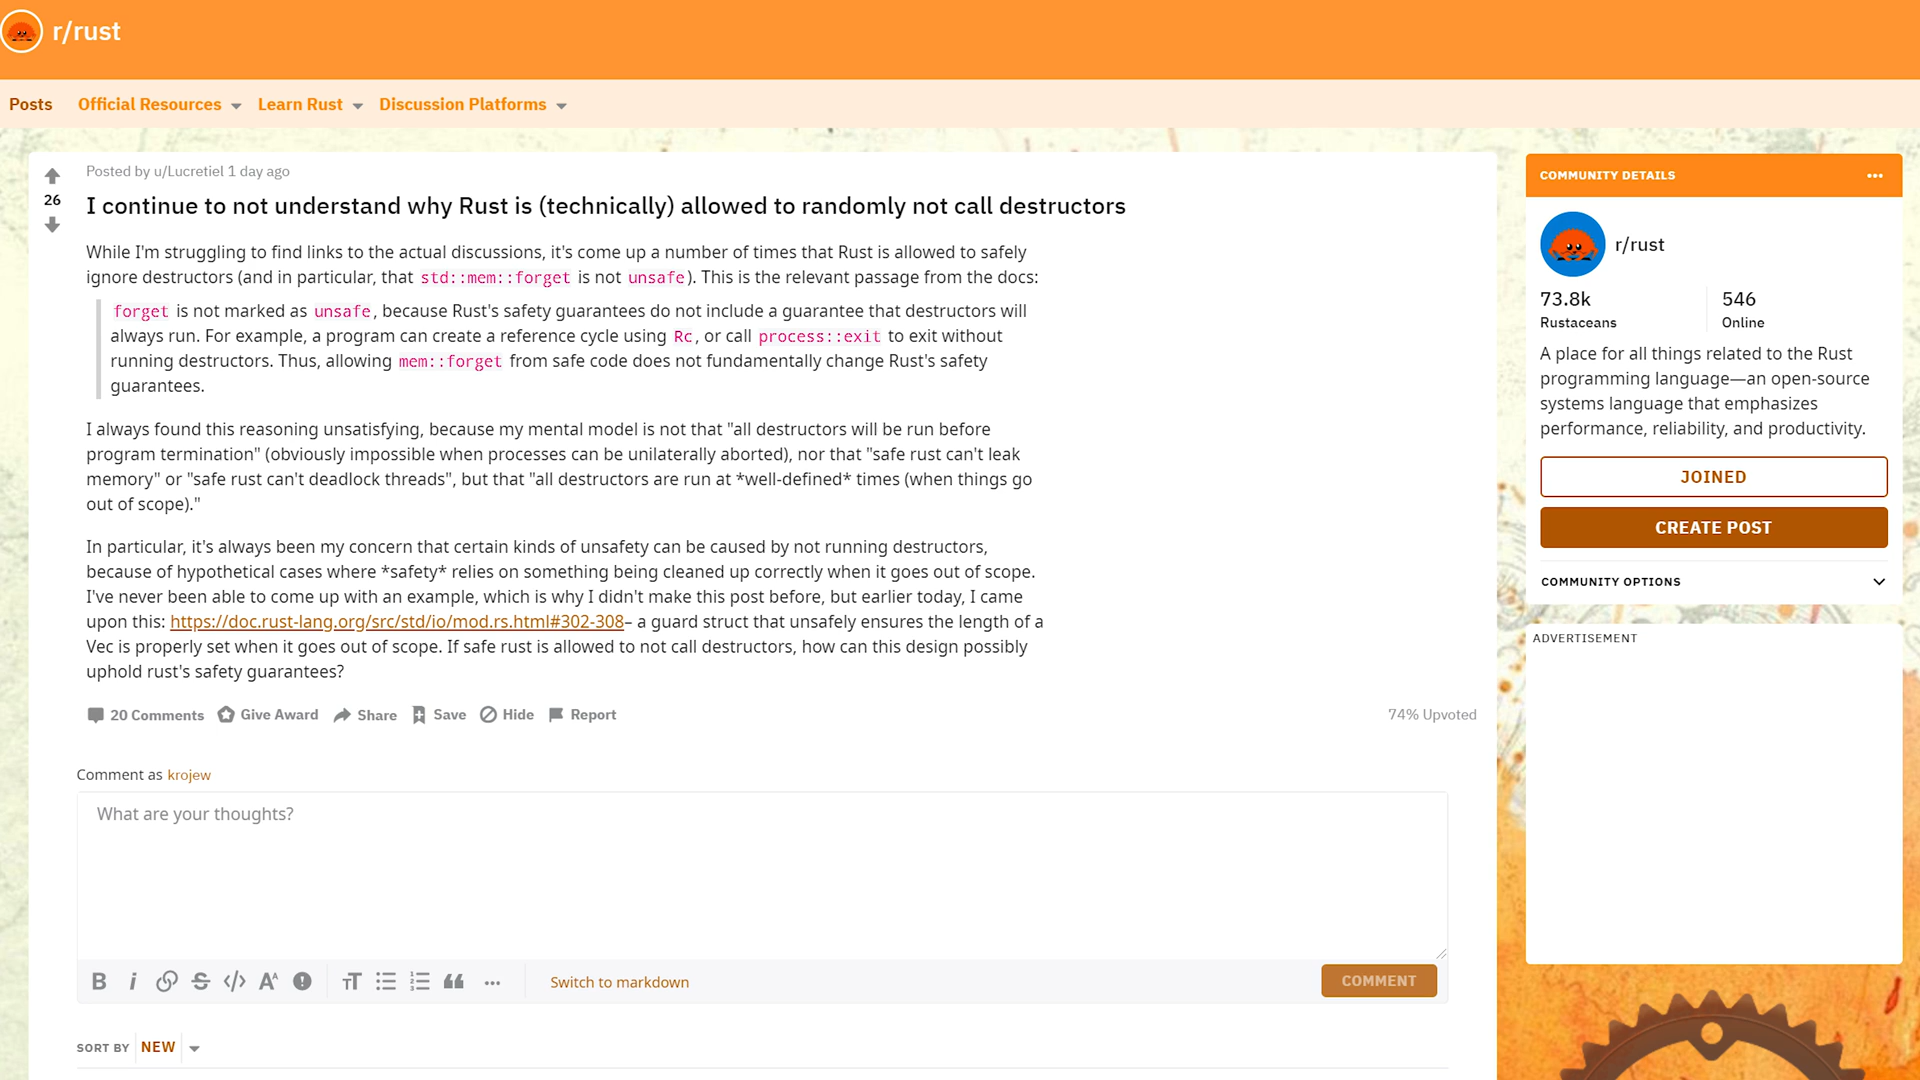 r/rust
Posts Official Resources Learn Rust Discussion Platforms
Posted by u/Lucretiel 1 day ago
26
I continue to not understand why Rust is (technically) allowed to randomly not call destructors
While I'm struggling to find links to the actual discussions, it's come up a number of times that Rust is allowed to safely
ignore destructors (and in particular, that std::mem::forget is not unsafe). This is the relevant passage from the docs:
forget is not marked as unsafe, because Rust's safety guarantees do not include a guarantee that destructors will
always run. For example, a program can create a reference cycle using Rc, or call process::exit to exit without
running destructors. Thus, allowing mem::forget from safe code does not fundamentally change Rust's safety
guarantees.
I always found this reasoning unsatisfying, because my mental model is not that "all destructors will be run before
program termination" (obviously impossible when processes can be unilaterally aborted), nor that "safe rust can't leak
memory" or "safe rust can't deadlock threads", but that "all destructors are run at *well-defined* times (when things go
out of scope)."
In particular, it's always been my concern that certain kinds of unsafety can be caused by not running destructors,
because of hypothetical cases where *safety* relies on something being cleaned up correctly when it goes out of scope.
I've never been able to come up with an example, which is why I didn't make this post before, but earlier today, I came
upon this: https://doc.rust-lang.org/src/std/io/mod.rs.html#302-308– a guard struct that unsafely ensures the length of a
Vec is properly set when it goes out of scope. If safe rust is allowed to not call destructors, how can this design possibly
uphold rust's safety guarantees?
20 Comments Give Award Share Save Hide Report 74% Upvoted
Comment as krojew
What are your thoughts?
Switch to markdown
COMMENT
SORT BY NEW
COMMUNITY DETAILS
r/rust
73.8k 546
Rustaceans Online
A place for all things related to the Rust
programming language—an open-source
systems language that emphasizes
performance, reliability, and productivity.
JOINED
CREATE POST
COMMUNITY OPTIONS
ADVERTISEMENT